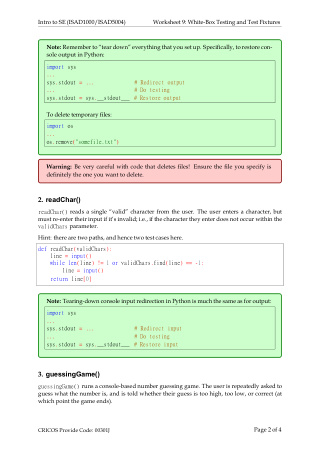 Intro to SE (ISAD1000/ISAD5004)
Worksheet 9: White-Box Testing and Test Fixtures
Note: Remember to "tear down" everything that you set up. Specifically, to restore con-
sole output in Python:
import sys
...
sys.stdout = ... # Redirect output
... # Do testing
sys.stdout = sys.__stdout__ # Restore output
To delete temporary files:
import os
...
os.remove("somefile.txt")
Warning: Be very careful with code that deletes files! Ensure the file you specify is
definitely the one you want to delete.
2. readChar()
readChar() reads a single "valid" character from the user. The user enters a character, but
must re-enter their input if it's invalid; i.e., if the character they enter does not occur within the
validChars parameter.
Hint: there are two paths, and hence two test cases here.
def readChar(validChars):
line = input()
while len(line) != 1 or validChars.find(line) == -1:
line = input()
return line[0]
Note: Tearing-down console input redirection in Python is much the same as for output:
import sys
...
sys.stdout = ... # Redirect input
... # Do testing
sys.stdout = sys.__stdout__ # Restore input
3. guessingGame()
guessingGame() runs a console-based number guessing game. The user is repeatedly asked to
guess what the number is, and is told whether their guess is too high, too low, or correct (at
which point the game ends).
CRICOS Provide Code: 00301J
Page 2 of 4